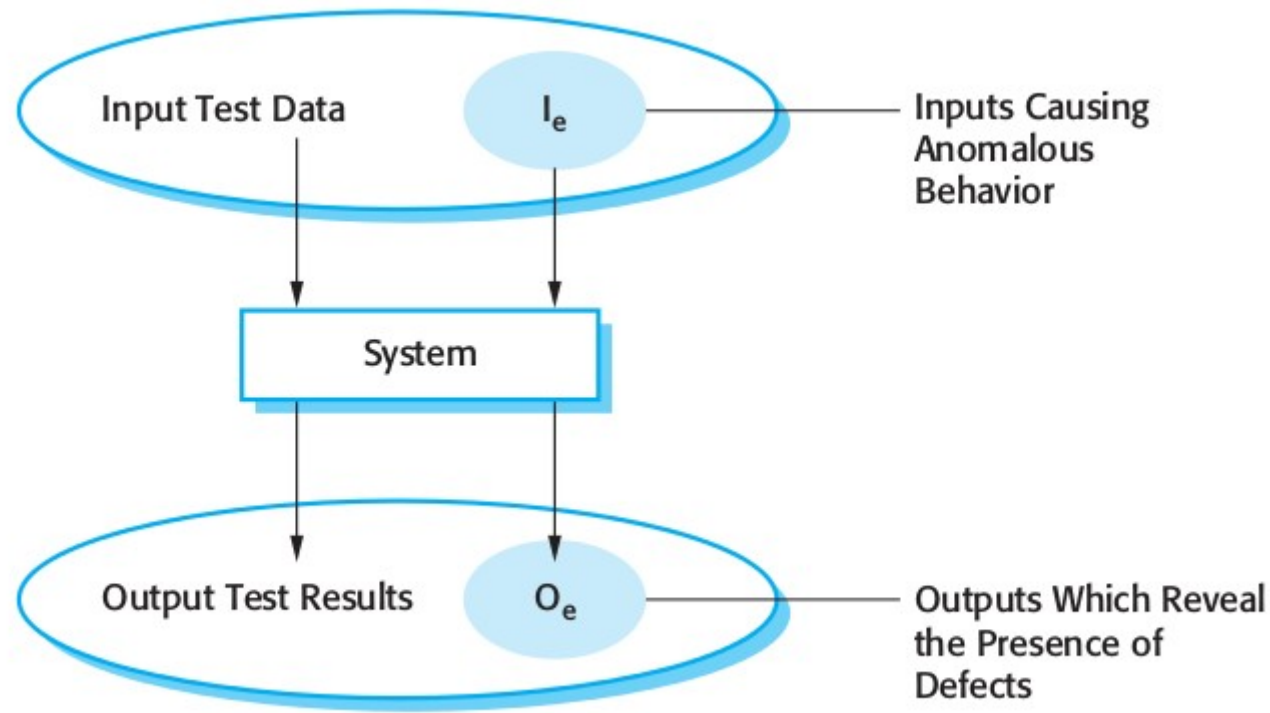 Input Test Data
Ie
Inputs Causing
Anomalous
Behavior
System
Output Test Results
Oe
Outputs Which Reveal
the Presence of
Defects